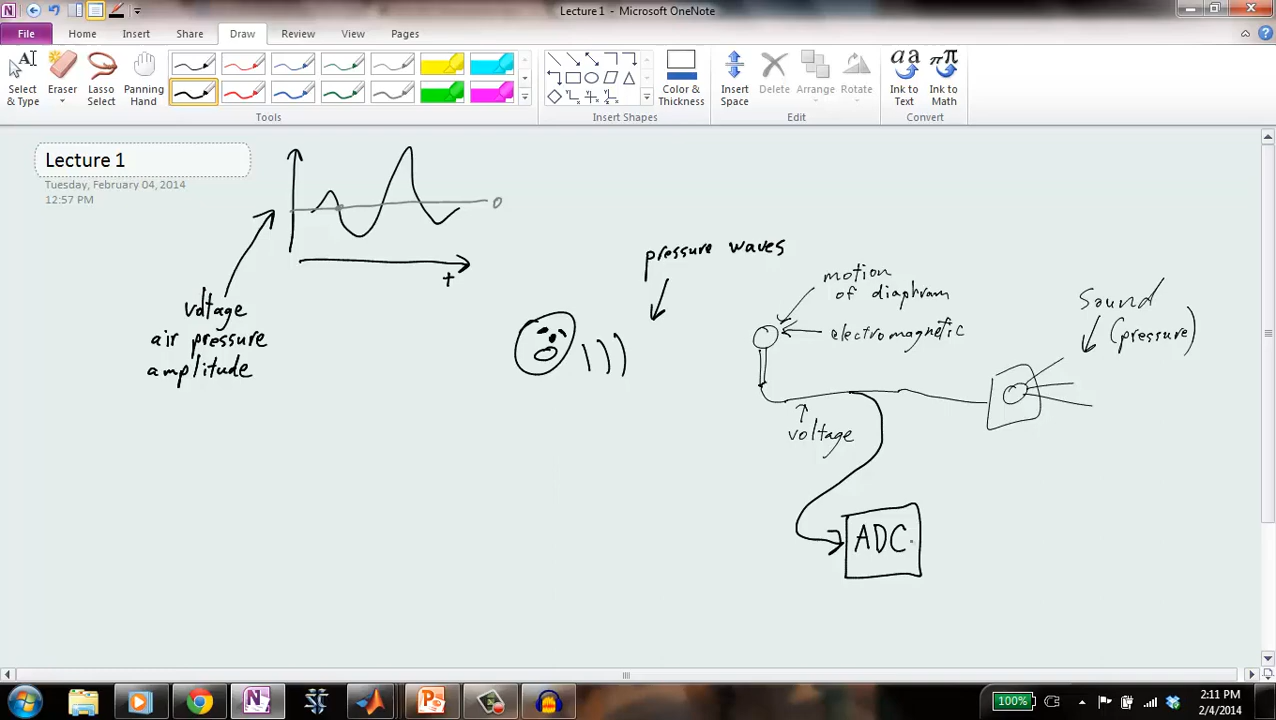 Lecture 1 - Microsoft OneNote
File
Home
Insert
Share
Draw
Review
View
Pages
Select
& Type
Eraser
Lasso
Select
Panning
Hand
Color &
Thickness
Insert
Space
Delete
Arrange
Rotate
Ink to
Text
Ink to
Math
Tools
Insert Shapes
Edit
Convert
Lecture 1
Tuesday, February 04, 2014
12:57 PM
0
t
voltage
air pressure
amplitude
pressure waves
motion
of diaphram
electromagnetic
Sound
(pressure)
voltage
ADC
100%
2:11 PM
2/4/2014